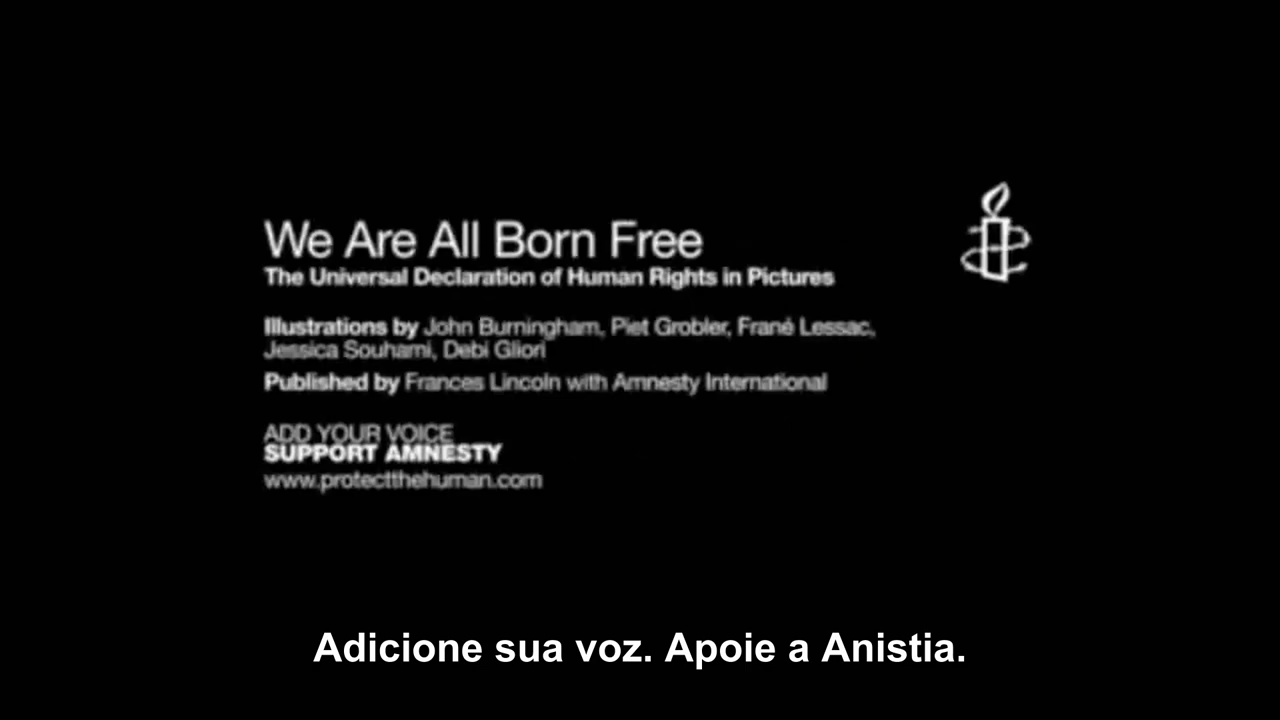 We Are All Born Free
The Universal Declaration of Human Rights in Pictures
Illustrations by John Burningham, Piet Grobler, Frané Lessac,
Jessica Souhami, Debi Gliori
Published by Frances Lincoln with Amnesty International
ADD YOUR VOICE
SUPPORT AMNESTY
www.protectthehuman.com
Adicione sua voz. Apoie a Anistia.